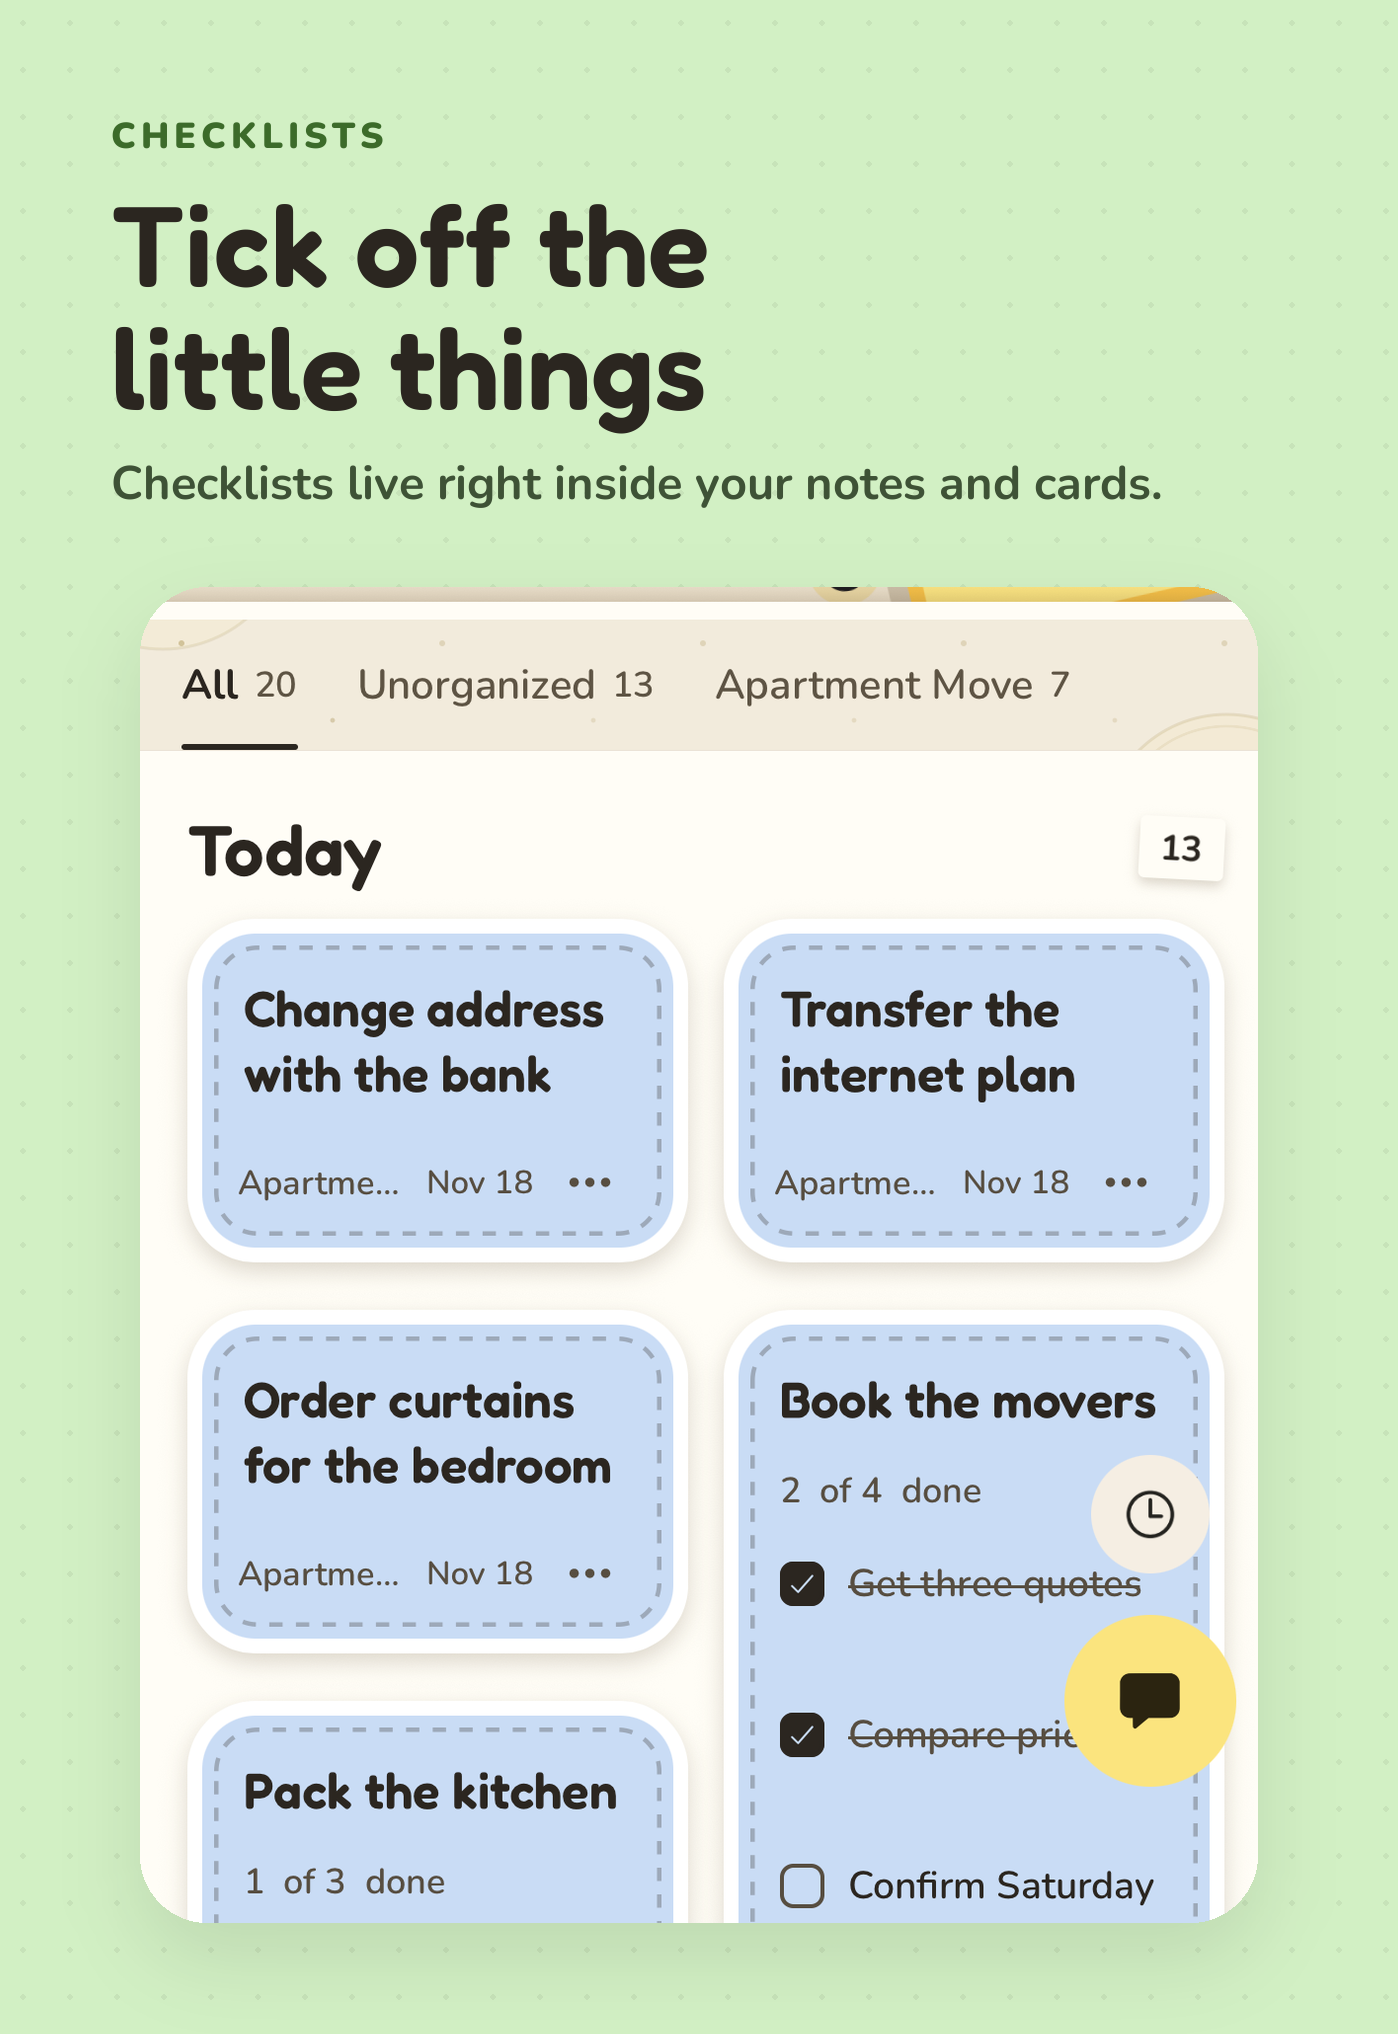 CHECKLISTS
Tick off the
little things
Checklists live right inside your notes and cards.
All 20 Unorganized 13 Apartment Move 7
Today
13
Change address
with the bank
Apartme... Nov 18
Transfer the
internet plan
Apartme... Nov 18
Order curtains
for the bedroom
Apartme... Nov 18
Book the movers
2 of 4 done
Get three quotes
Compare
Confirm Saturday
Pack the kitchen
1 of 3 done